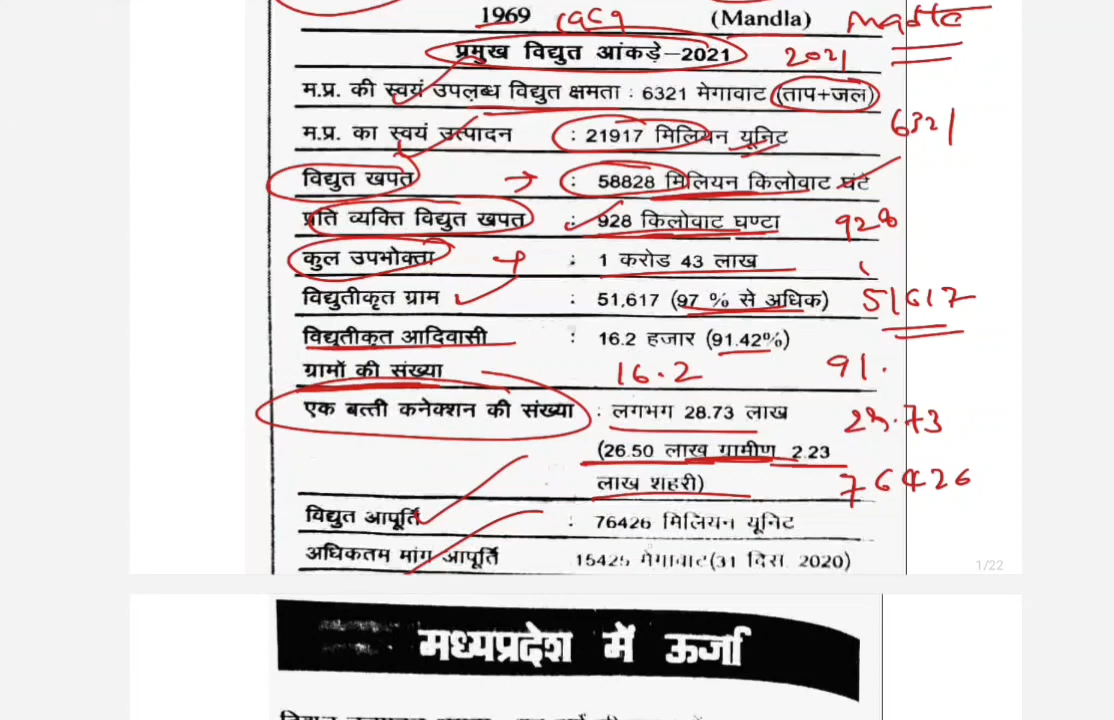 1969 1969 (Mandla)
प्रमुख विद्युत आंकड़े–2021 2021
म.प्र. की स्वयं उपलब्ध विद्युत क्षमता : 6321 मेगावाट (ताप+जल)
6321
म.प्र. का स्वयं उत्पादन : 21917 मिलियन यूनिट
विद्युत खपत : 58828 मिलियन किलोवाट घंटे
प्रति व्यक्ति विद्युत खपत : 928 किलोवाट घण्टा 928
कुल उपभोक्ता : 1 करोड 43 लाख
विद्युतीकृत ग्राम : 51,617 (97 % से अधिक) 51617
विद्यूतीकृत आदिवासी : 16.2 हजार (91.42%)
ग्रामों की संख्या 16.2 91.
एक बत्ती कनेक्शन की संख्या : लगभग 28.73 लाख 28.73
(26.50 लाख ग्रामीण 2.23
लाख शहरी) 76426
विद्युत आपूर्ति : 76426 मिलियन यूनिट
अधिकतम मांग आपूर्ति 15425 मेगावाट(31 दिस. 2020)
1/22
मध्यप्रदेश में ऊर्जा